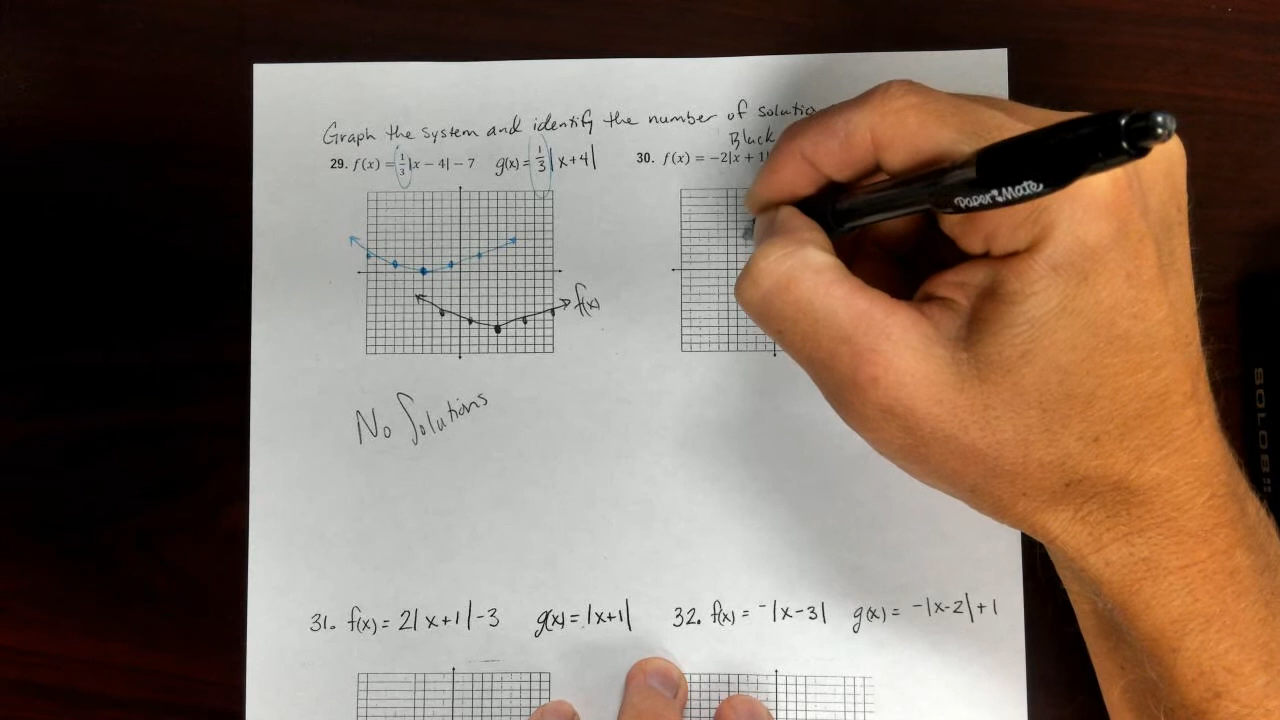 Graph the system and identify the number of
Black
29. f(x) = 1/3|x − 4| − 7 g(x) = 1/3|x+4|
30. f(x) = −2|x + 1|
Paper Mate
f(x)
No Solutions
31. f(x) = 2|x+1|-3 g(x) = |x+1|
32. f(x) = -|x-3| g(x) = -|x-2|+1